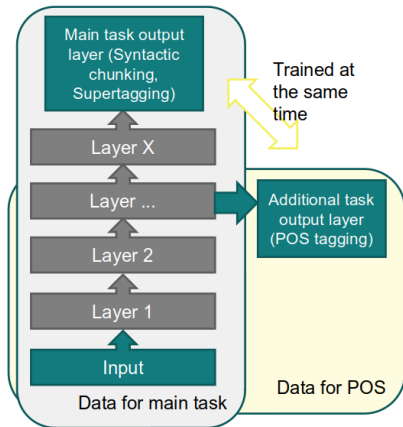 Main task output
layer (Syntactic
chunking,
Supertagging)
Trained at
the same
time
Layer X
Layer ...
Additional task
output layer
(POS tagging)
Layer 2
Layer 1
Input
Data for POS
Data for main task